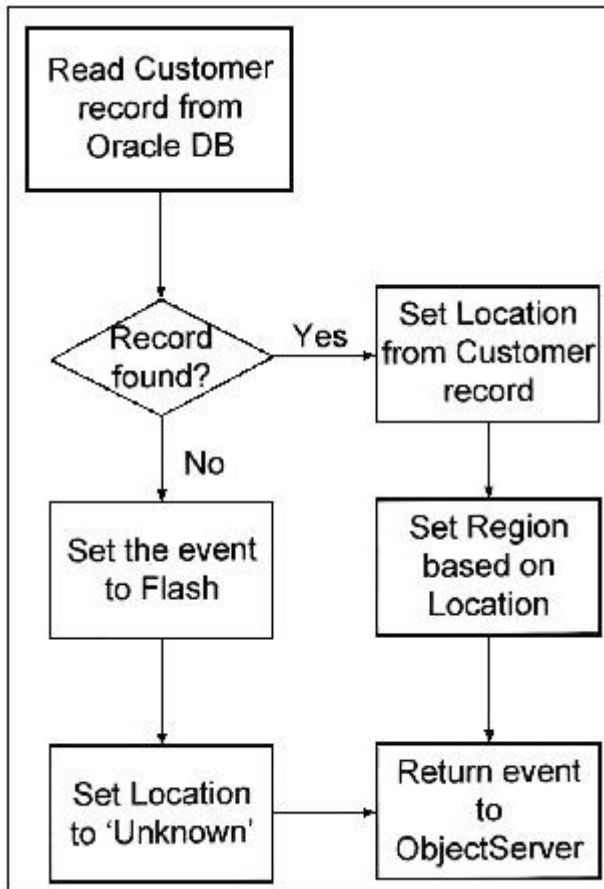 Read Customer
record from
Oracle DB
Record
found?
Yes
Set Location
from Customer
record
No
Set the event
to Flash
Set Region
based on
Location
Set Location
to ‘Unknown’
Return event
to
ObjectServer